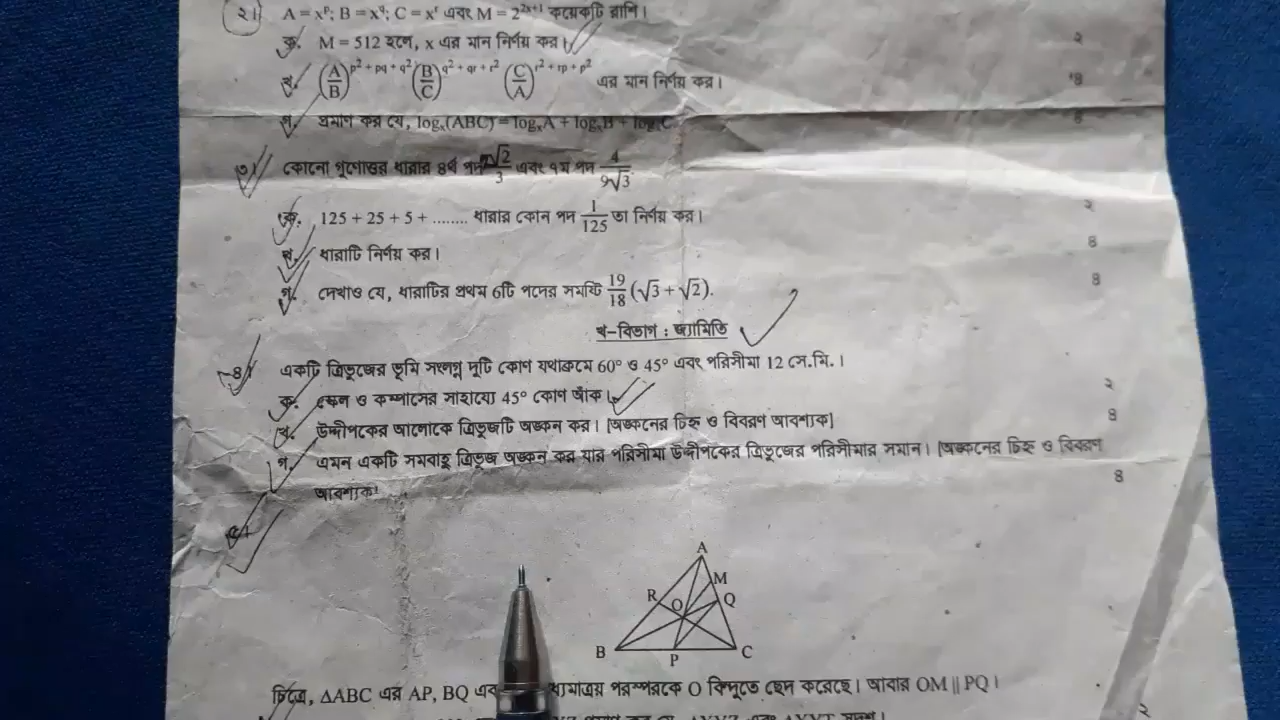 ২। A = xᵖ; B = x^q; C = xʳ এবং M = 2^(2x+1) কয়েকটি রাশি।
ক. M = 512 হলে, x এর মান নির্ণয় কর। ২
খ. (A/B)^(p²+pq+q²) (B/C)^(q²+qr+r²) (C/A)^(r²+rp+p²) এর মান নির্ণয় কর। ৪
গ. প্রমাণ কর যে, logₓ(ABC) = logₓA + logₓB + logₓC 8
৩। কোনো গুণোত্তর ধারার ৪র্থ পদ √2/3 এবং ৭ম পদ 4/9√3.
ক. 125 + 25 + 5 + ........ ধারার কোন পদ 1/125 তা নির্ণয় কর। ২
খ. ধারাটি নির্ণয় কর। ৪
গ. দেখাও যে, ধারাটির প্রথম 6টি পদের সমষ্টি 19/18 (√3 + √2). ৪
খ-বিভাগ : জ্যামিতি
৪। একটি ত্রিভুজের ভূমি সংলগ্ন দুটি কোণ যথাক্রমে 60° ও 45° এবং পরিসীমা 12 সে.মি.।
ক. স্কেল ও কম্পাসের সাহায্যে 45° কোণ আঁক। ২
খ. উদ্দীপকের আলোকে ত্রিভুজটি অঙ্কন কর। [অঙ্কনের চিহ্ন ও বিবরণ আবশ্যক] ৪
গ. এমন একটি সমবাহু ত্রিভুজ অঙ্কন কর যার পরিসীমা উদ্দীপকের ত্রিভুজের পরিসীমার সমান। [অঙ্কনের চিহ্ন ও বিবরণ
আবশ্যক] ৪
৫।
A
M
R Q
O
B P C
চিত্রে, ΔABC এর AP, BQ এবং মধ্যমাত্রয় পরস্পরকে O বিন্দুতে ছেদ করেছে। আবার OM || PQ।